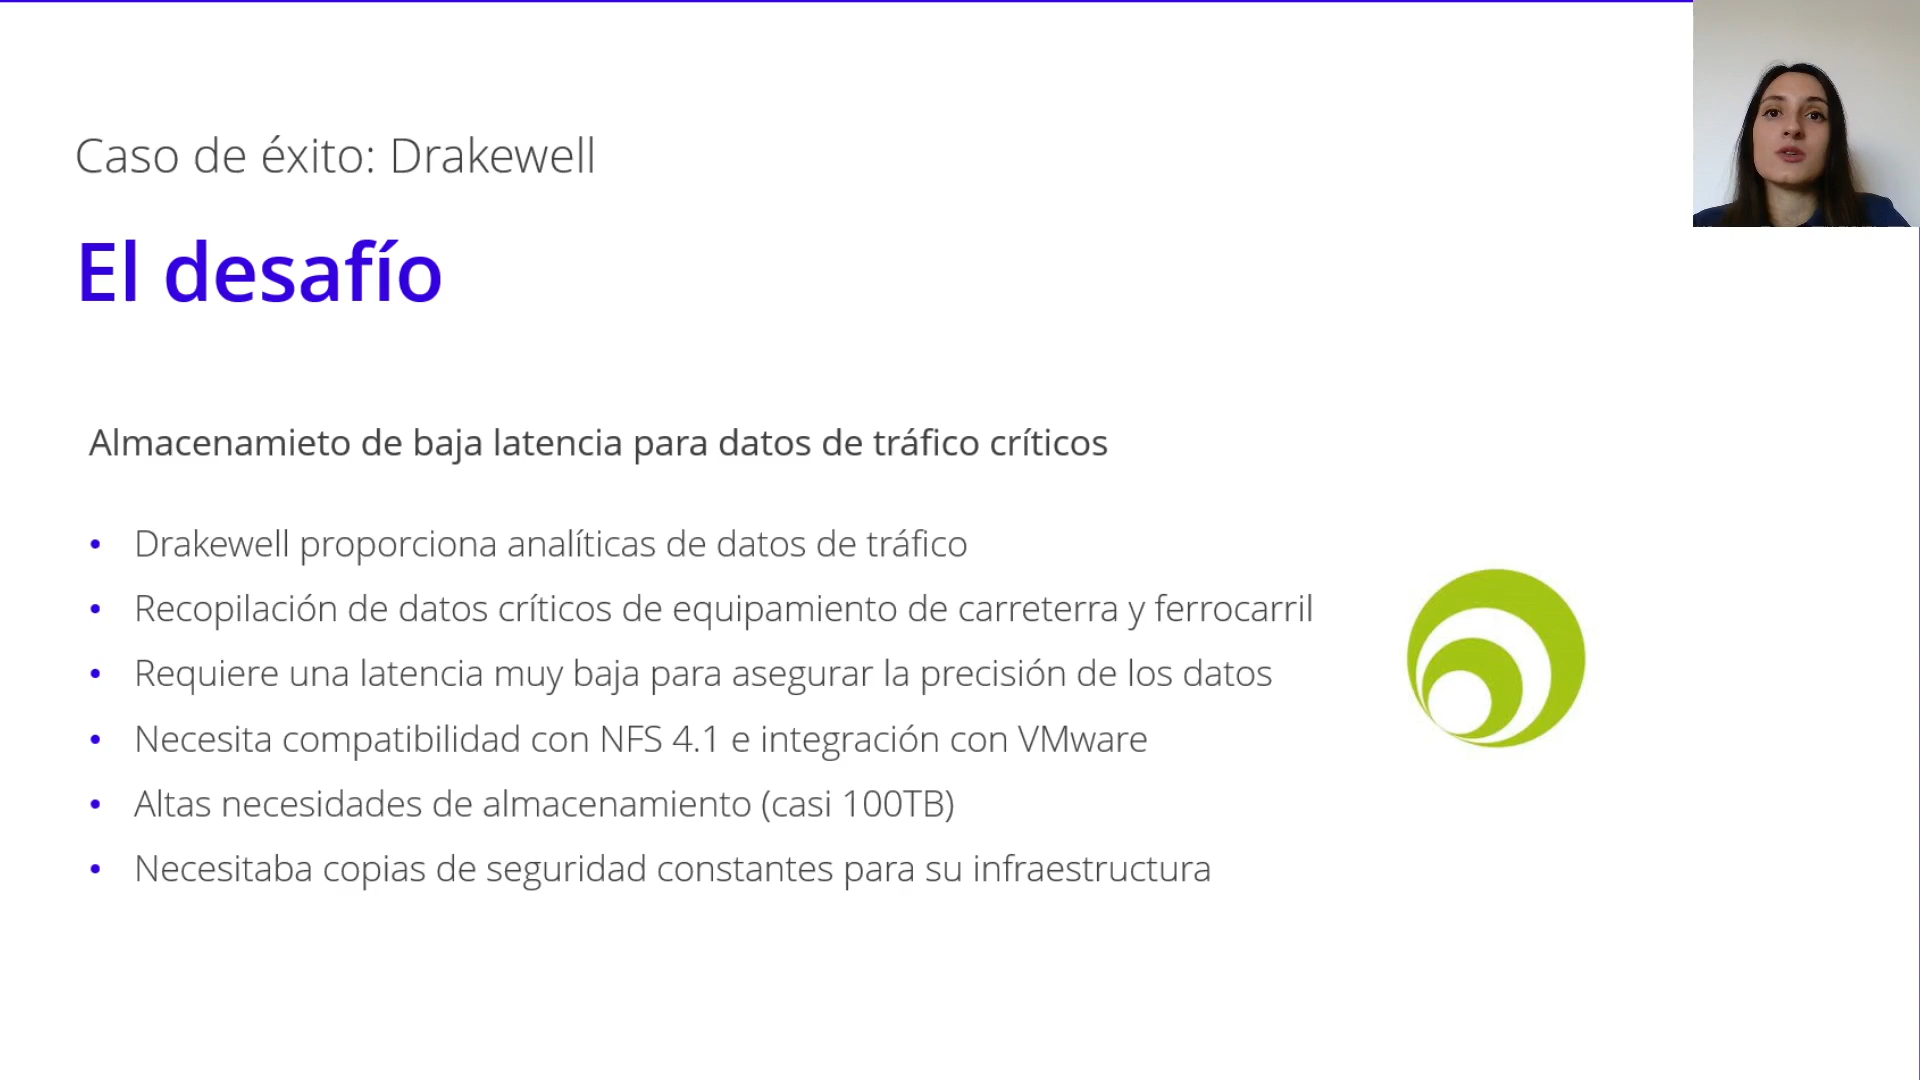 Caso de éxito: Drakewell
El desafío
Almacenamieto de baja latencia para datos de tráfico críticos
• Drakewell proporciona analíticas de datos de tráfico
• Recopilación de datos críticos de equipamiento de carreterra y ferrocarril
• Requiere una latencia muy baja para asegurar la precisión de los datos
• Necesita compatibilidad con NFS 4.1 e integración con VMware
• Altas necesidades de almacenamiento (casi 100TB)
• Necesitaba copias de seguridad constantes para su infraestructura